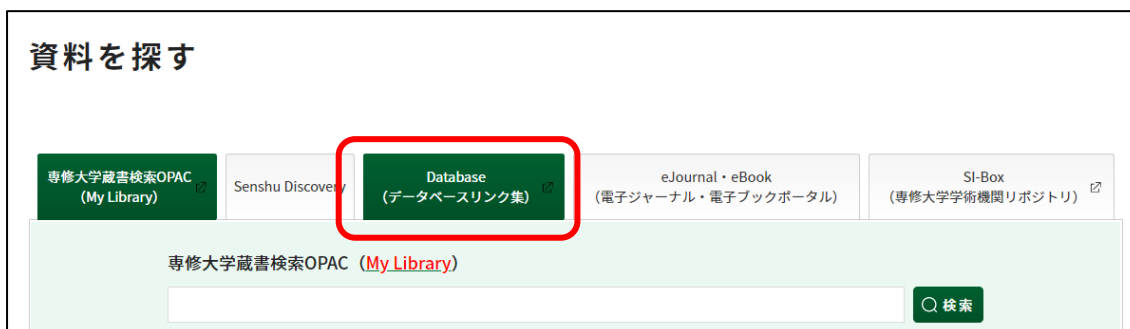 資料を探す
専修大学蔵書検索OPAC
(My Library)
Senshu Discovery
Database
(データベースリンク集)
eJournal・eBook
(電子ジャーナル・電子ブックポータル)
SI-Box
(専修大学学術機関リポジトリ)
専修大学蔵書検索OPAC（My Library）
検索